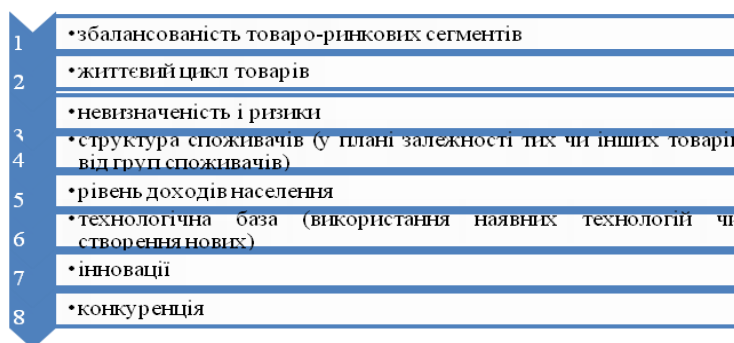 1 •збалансованість товаро-ринкових сегментів
2 •життєвий цикл товарів
3 •невизначеність і ризики
4 •структура споживачів (у плані залежності тих чи інших товарів
від груп споживачів)
5 •рівень доходів населення
6 •технологічна база (використання наявних технологій чи
створення нових)
7 •інновації
8 •конкуренція